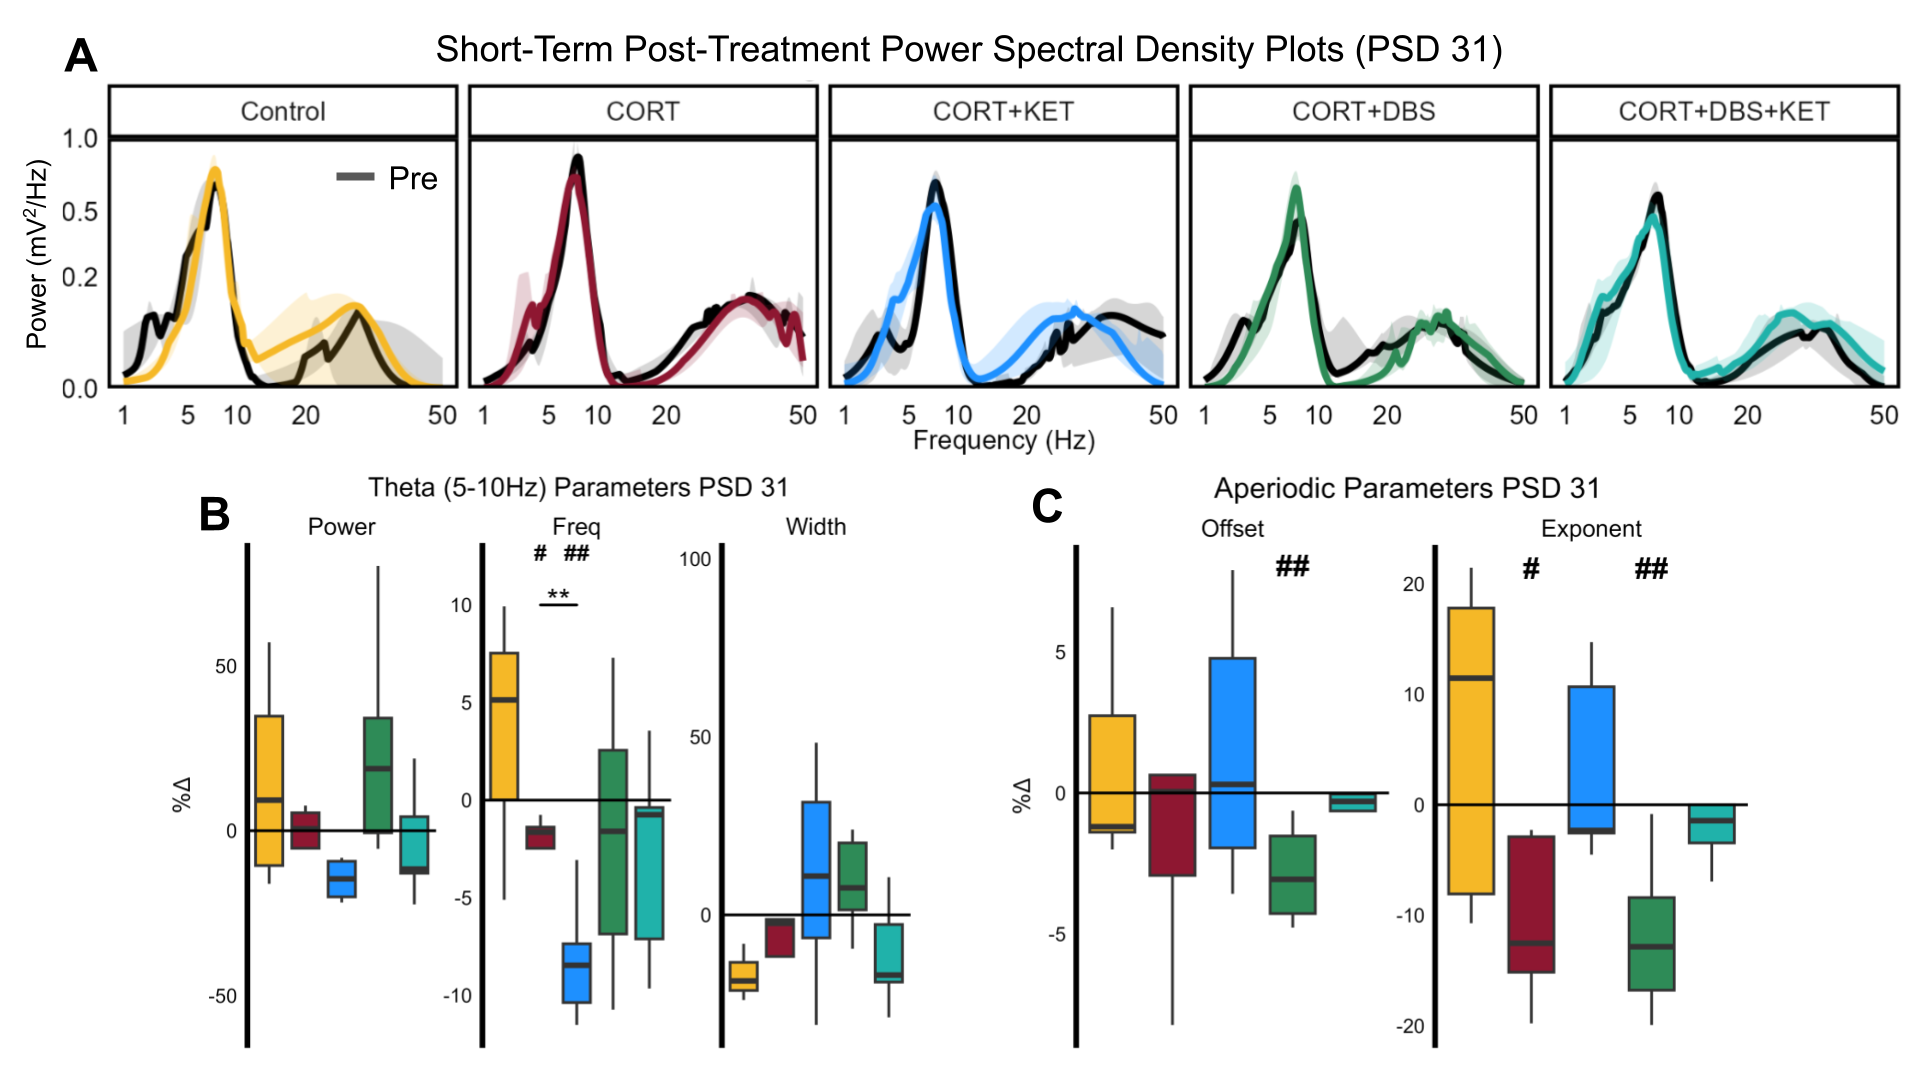 A
Short-Term Post-Treatment Power Spectral Density Plots (PSD 31)
Control
CORT
CORT+KET
CORT+DBS
CORT+DBS+KET
Power (mV²/Hz)
1.0
0.5
0.2
0.0
Pre
1 5 10 20 50
1 5 10 20 50
1 5 10 20 50
1 5 10 20 50
1 5 10 20 50
Frequency (Hz)
B
Theta (5-10Hz) Parameters PSD 31
Power
Freq
Width
%Δ
50
0
-50
# ##
**
10
5
0
-5
-10
100
50
0
C
Aperiodic Parameters PSD 31
Offset
Exponent
%Δ
##
5
0
-5
# ##
20
10
0
-10
-20